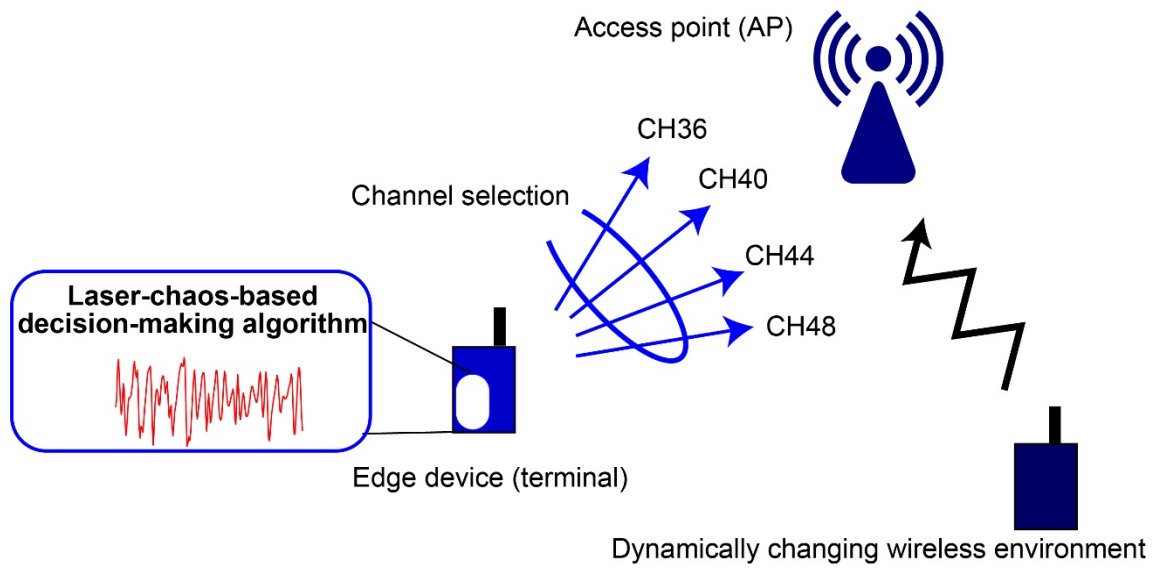 Access point (AP)
CH36
CH40
Channel selection
CH44
Laser-chaos-based
decision-making algorithm
CH48
Edge device (terminal)
Dynamically changing wireless environment